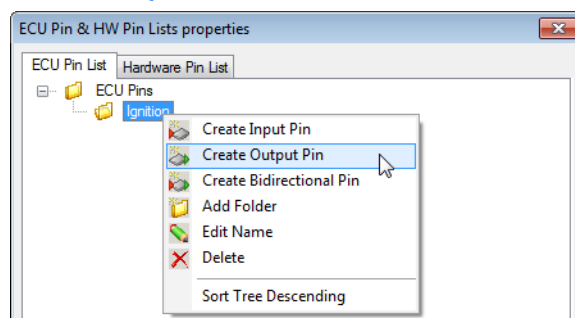 ECU Pin & HW Pin Lists properties
ECU Pin List Hardware Pin List
ECU Pins
Ignition
Create Input Pin
Create Output Pin
Create Bidirectional Pin
Add Folder
Edit Name
Delete
Sort Tree Descending